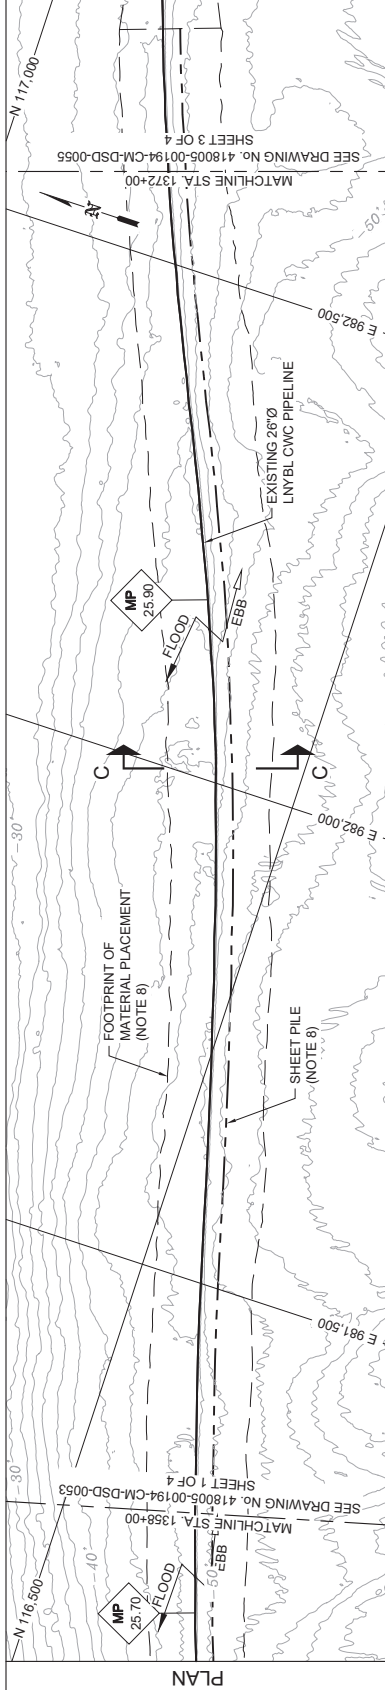 PLAN
N 116,500
MP
25.70
FLOOD
EBB
-30
-40
-50
MATCHLINE STA. 1358+00
SEE DRAWING No. 418005-00194-CM-DSD-0053
SHEET 1 OF 4
E 981,500
FOOTPRINT OF
MATERIAL PLACEMENT
(NOTE 8)
SHEET PILE
(NOTE 8)
-30
C
C
E 982,000
MP
25.90
FLOOD
EBB
EXISTING 26"Ø
LNYBL CWC PIPELINE
E 982,500
N
MATCHLINE STA. 1372+00
SEE DRAWING No. 418005-00194-CM-DSD-0055
SHEET 3 OF 4
-50
N 117,000